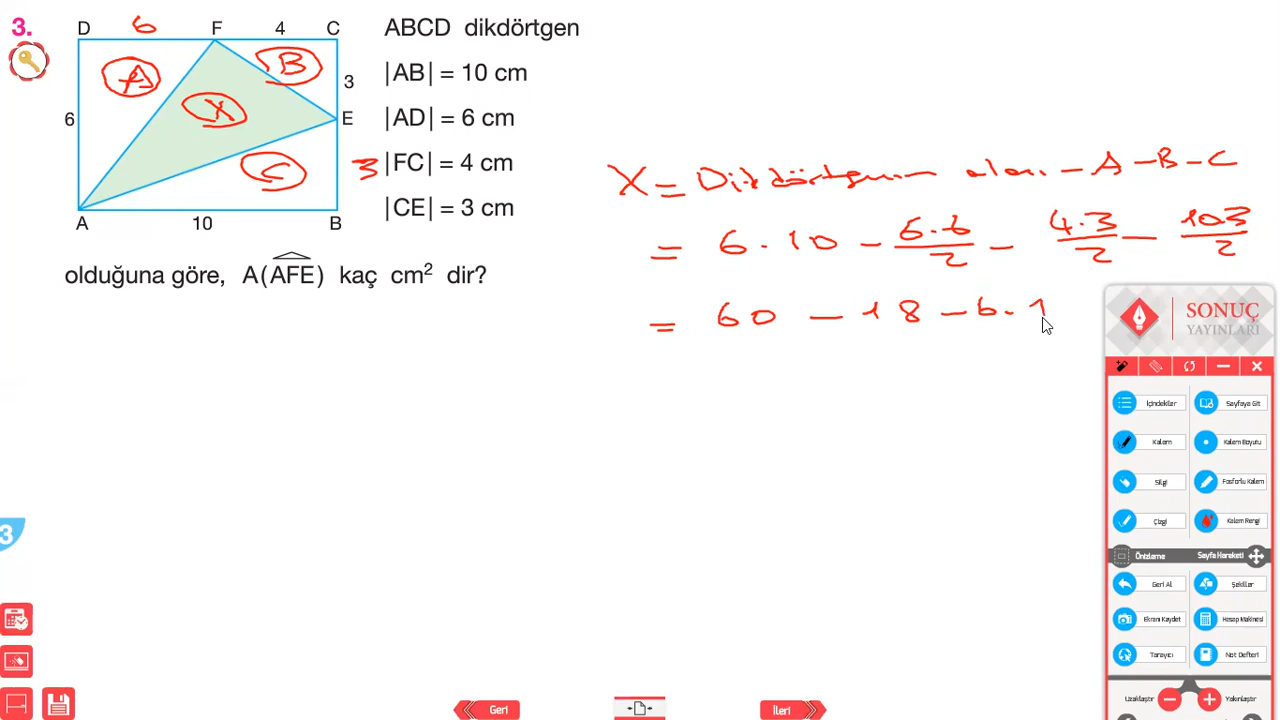 3.
D 6 F 4 C
A B
X
3
6
E
C 3
A 10 B
ABCD dikdörtgen
|AB| = 10 cm
|AD| = 6 cm
|FC| = 4 cm
|CE| = 3 cm
olduğuna göre, A(AFE) kaç cm² dir?
X = Dikdörtgenin alanı - A - B - C
= 6.10 - 6.6/2 - 4.3/2 - 10.3/2
= 60 - 18 - 6 - 1
3
SONUÇ
YAYINLARI
İçindekiler Sayfaya Git
Kalem Kalem Boyutu
Silgi Fosforlu Kalem
Çizgi Kalem Rengi
Önizleme Sayfa Hareketi
Geri Al Şekiller
Ekranı Kaydet Hesap Makinesi
Tarayıcı Not Defteri
Uzaklaştır Yakınlaştır
Geri İleri